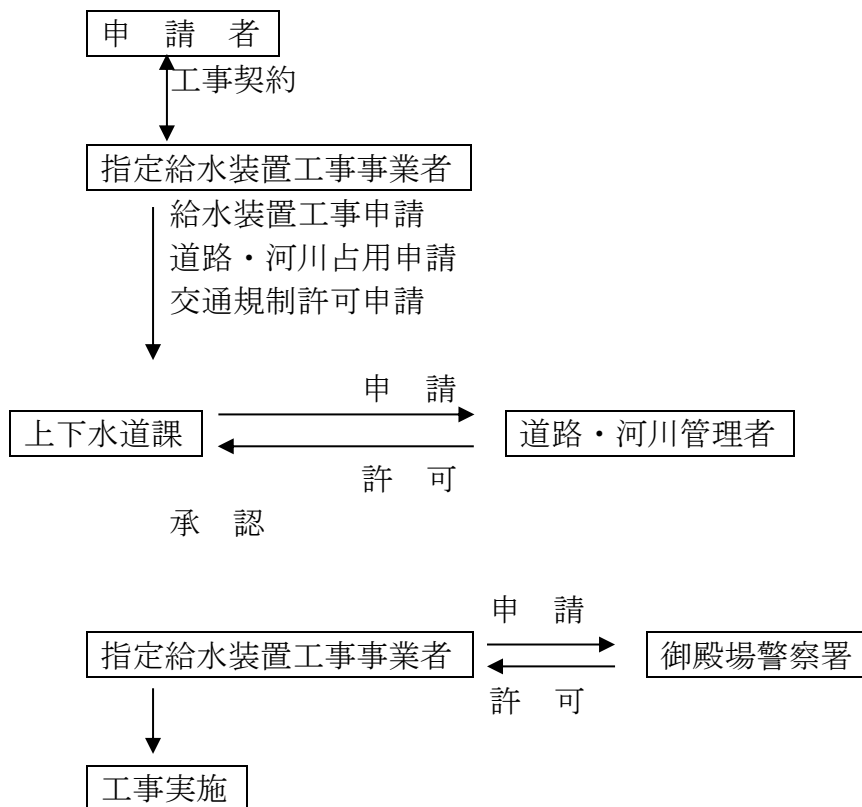 申 請 者
工事契約
指定給水装置工事事業者
給水装置工事申請
道路・河川占用申請
交通規制許可申請
申 請
上下水道課
道路・河川管理者
許 可
承 認
申 請
指定給水装置工事事業者
御殿場警察署
許 可
工事実施